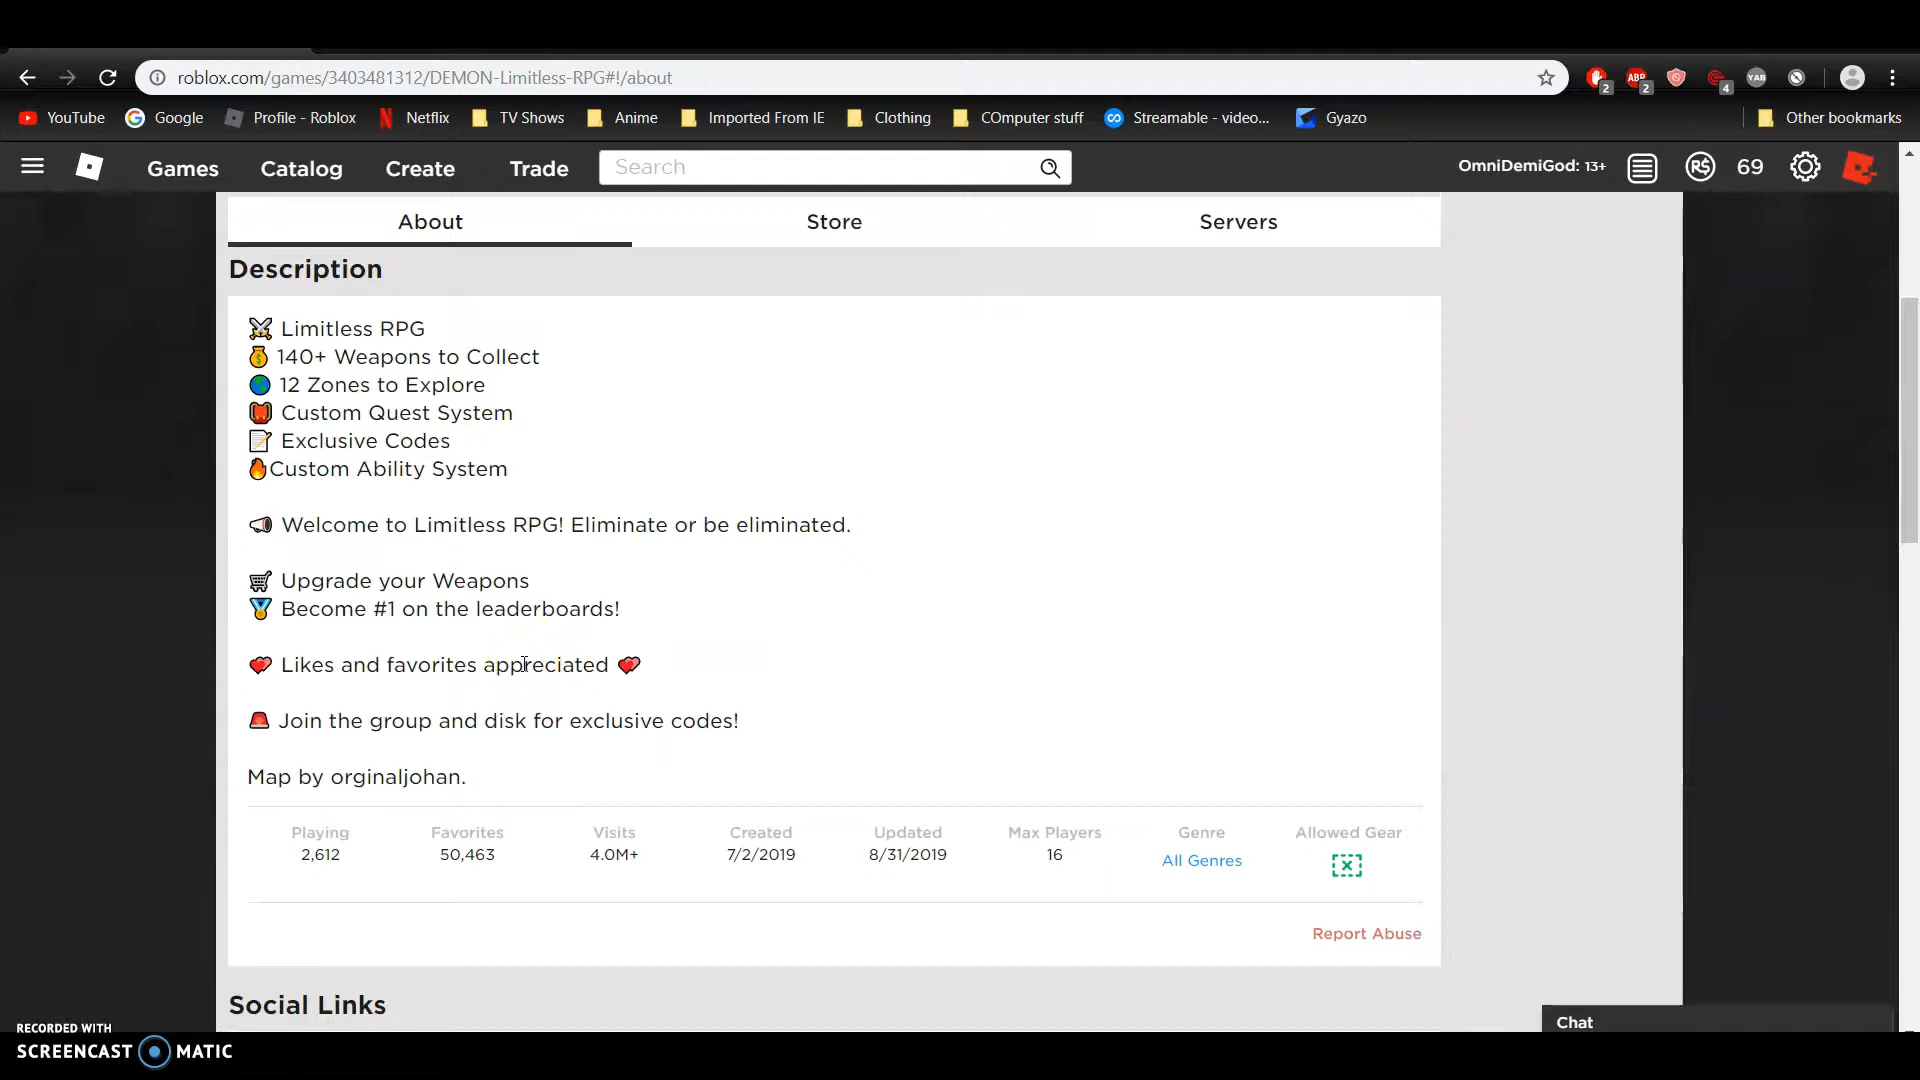 roblox.com/games/3403481312/DEMON-Limitless-RPG#!/about
ABP
2
2
4
YAB
YouTube
Google
Profile - Roblox
Netflix
TV Shows
Anime
Imported From IE
Clothing
COmputer stuff
Streamable - video...
Gyazo
Other bookmarks
Games
Catalog
Create
Trade
Search
OmniDemiGod: 13+
R$
69
About
Store
Servers
Description
⚔️ Limitless RPG
💰 140+ Weapons to Collect
🌎 12 Zones to Explore
🎒 Custom Quest System
📝 Exclusive Codes
🔥Custom Ability System
📢 Welcome to Limitless RPG! Eliminate or be eliminated.
🛒 Upgrade your Weapons
🏅 Become #1 on the leaderboards!
💕 Likes and favorites appreciated 💕
🚨 Join the group and disk for exclusive codes!
Map by orginaljohan.
Playing
2,612
Favorites
50,463
Visits
4.0M+
Created
7/2/2019
Updated
8/31/2019
Max Players
16
Genre
All Genres
Allowed Gear
Report Abuse
Social Links
Chat
RECORDED WITH
SCREENCAST MATIC